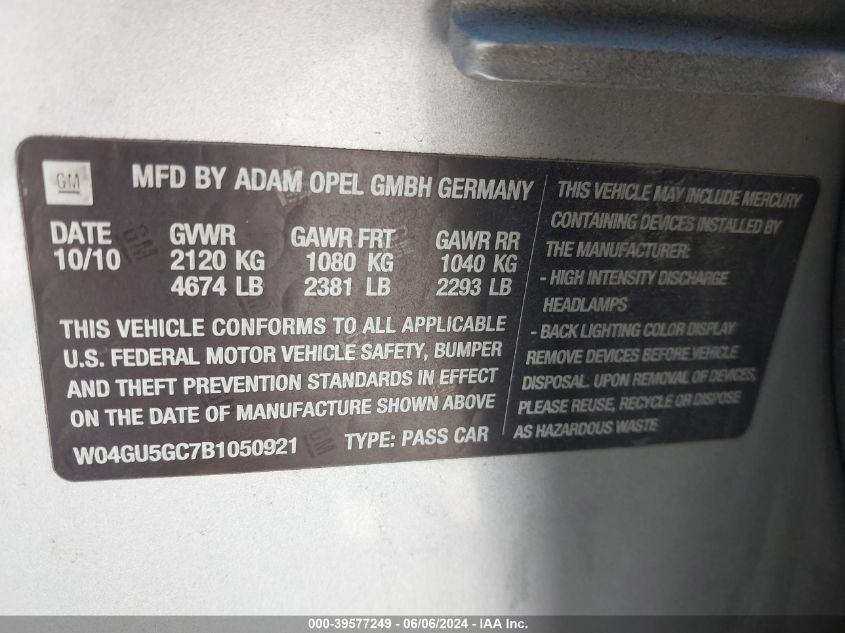 GM
MFD BY ADAM OPEL GMBH GERMANY
DATE GVWR GAWR FRT GAWR RR
10/10 2120 KG 1080 KG 1040 KG
4674 LB 2381 LB 2293 LB
THIS VEHICLE CONFORMS TO ALL APPLICABLE
U.S. FEDERAL MOTOR VEHICLE SAFETY, BUMPER
AND THEFT PREVENTION STANDARDS IN EFFECT
ON THE DATE OF MANUFACTURE SHOWN ABOVE
W04GU5GC7B1050921 TYPE: PASS CAR
THIS VEHICLE MAY INCLUDE MERCURY
CONTAINING DEVICES INSTALLED BY
THE MANUFACTURER:
- HIGH INTENSITY DISCHARGE
HEADLAMPS
- BACK LIGHTING COLOR DISPLAY
REMOVE DEVICES BEFORE VEHICLE
DISPOSAL. UPON REMOVAL OF DEVICES,
PLEASE REUSE, RECYCLE OR DISPOSE
AS HAZARDOUS WASTE
000-39577249 - 06/06/2024 - IAA Inc.